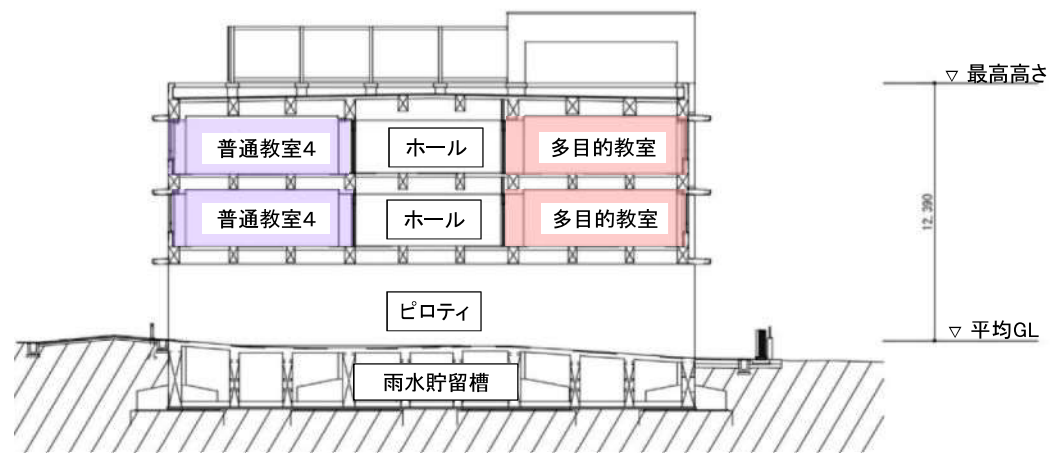 ▽ 最高高さ
普通教室4
ホール
多目的教室
普通教室4
ホール
多目的教室
12,390
ピロティ
▽ 平均GL
雨水貯留槽